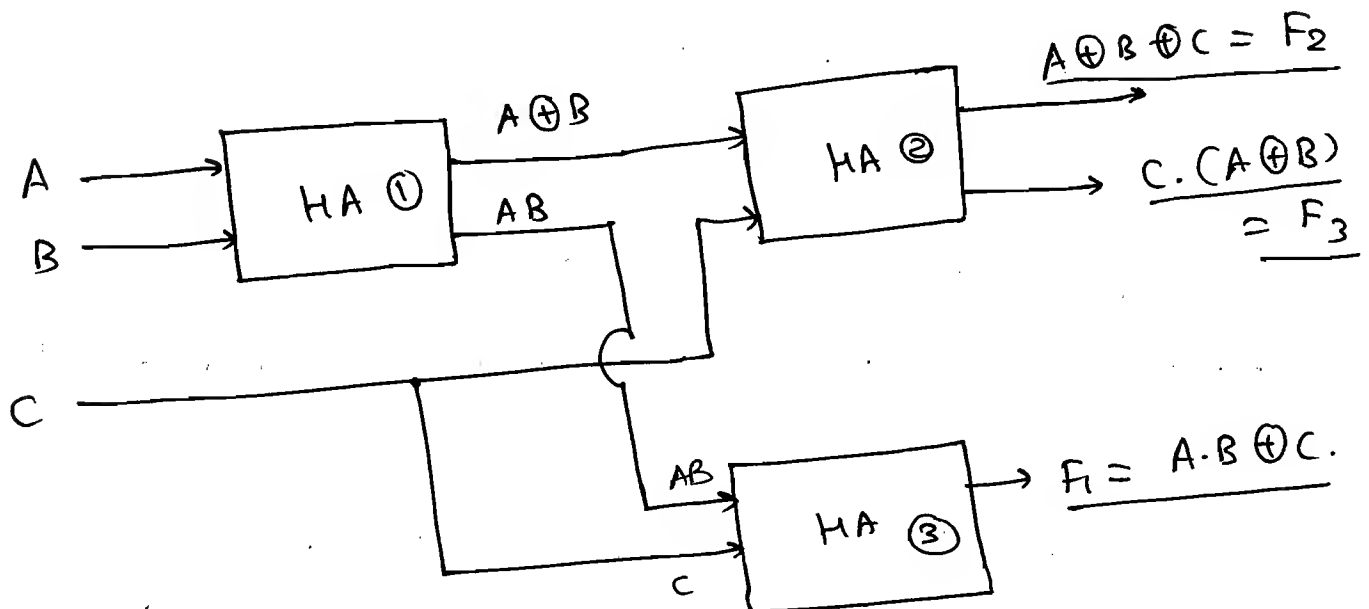 A ⊕ B ⊕ C = F2
A ⊕ B
A
HA ①
AB
B
HA ②
C. (A ⊕ B)
= F3
C
AB
F1 = A.B ⊕ C.
HA ③
C